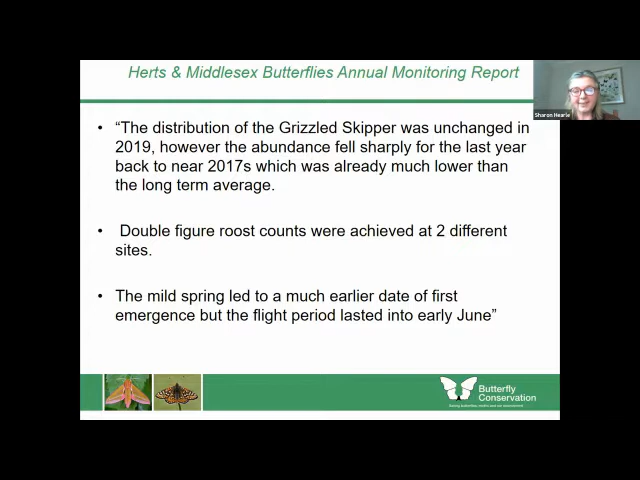 Herts & Middlesex Butterflies Annual Monitoring Report
Sharon Hearle
• “The distribution of the Grizzled Skipper was unchanged in
2019, however the abundance fell sharply for the last year
back to near 2017s which was already much lower than
the long term average.
• Double figure roost counts were achieved at 2 different
sites.
• The mild spring led to a much earlier date of first
emergence but the flight period lasted into early June”
Butterfly
Conservation